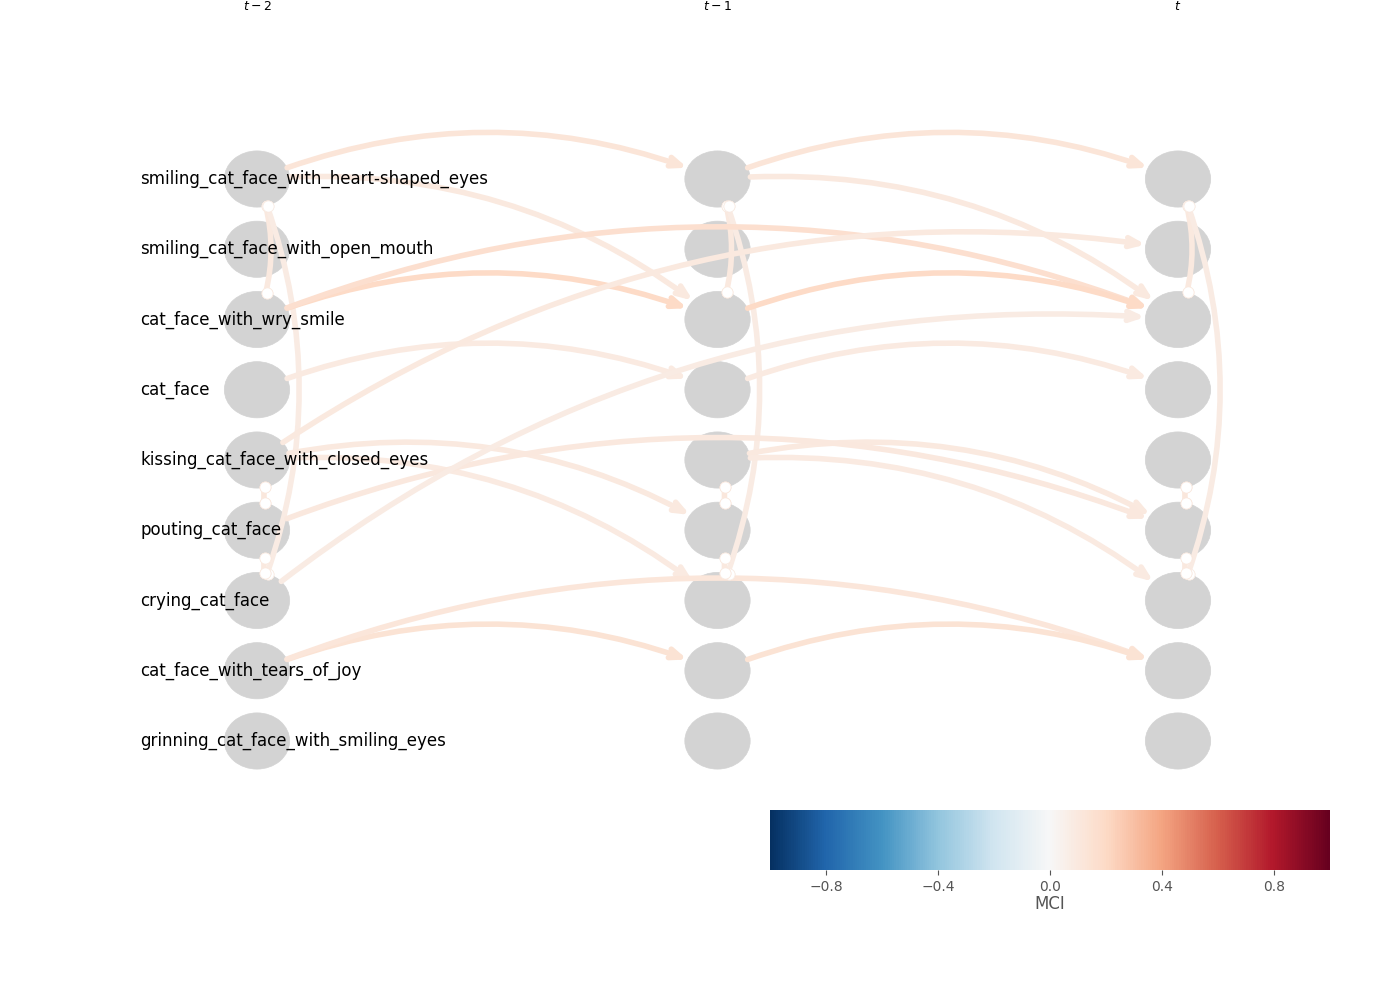 t − 2 t − 1 t
smiling_cat_face_with_heart-shaped_eyes
smiling_cat_face_with_open_mouth
cat_face_with_wry_smile
cat_face
kissing_cat_face_with_closed_eyes
pouting_cat_face
crying_cat_face
cat_face_with_tears_of_joy
grinning_cat_face_with_smiling_eyes
−0.8 −0.4 0.0 0.4 0.8
MCI